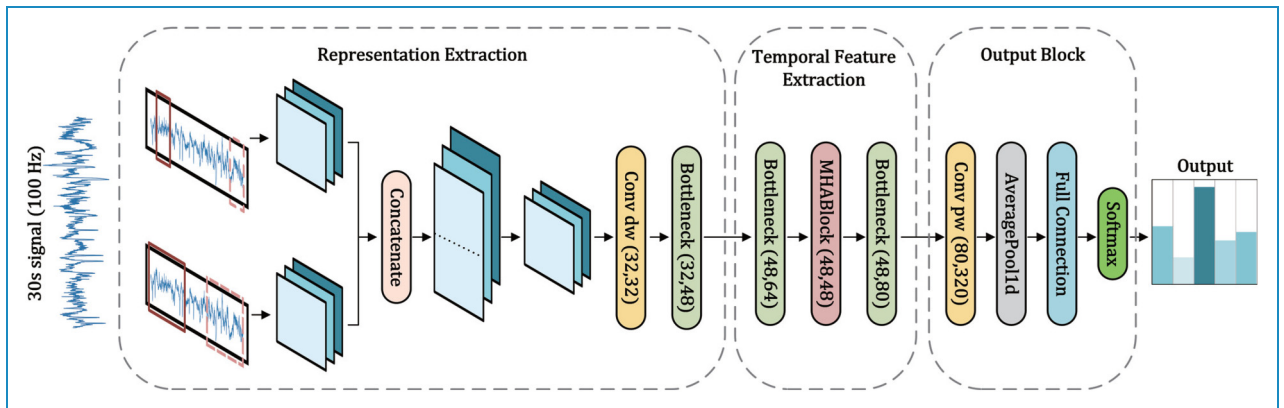 30s signal (100 Hz)
Representation Extraction
Concatenate
Conv dw (32,32)
Bottleneck (32,48)
Temporal Feature
Extraction
Bottleneck (48,64)
MHABlock (48,48)
Bottleneck (48,80)
Output Block
Conv pw (80,320)
AveragePool1d
Full Connection
Softmax
Output